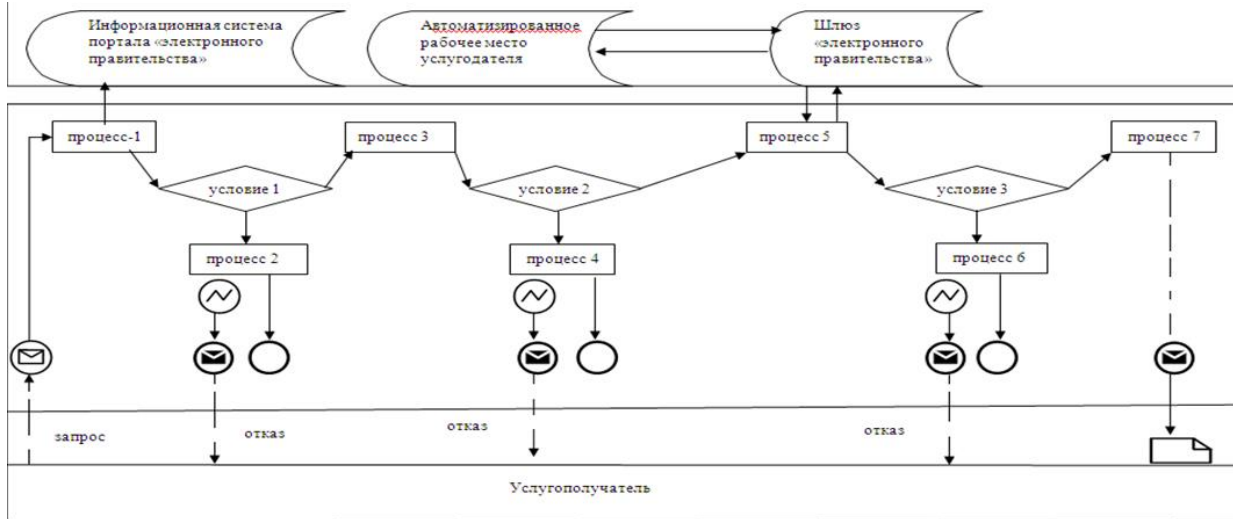 Информационная система
портала «электронного
правительства»
Автоматизированное
рабочее место
услугодателя
Шлюз
«электронного
правительства»
процесс-1
процесс 3
процесс 5
процесс 7
условие 1
условие 2
условие 3
процесс 2
процесс 4
процесс 6
запрос
отказ
отказ
отказ
Услугополучатель